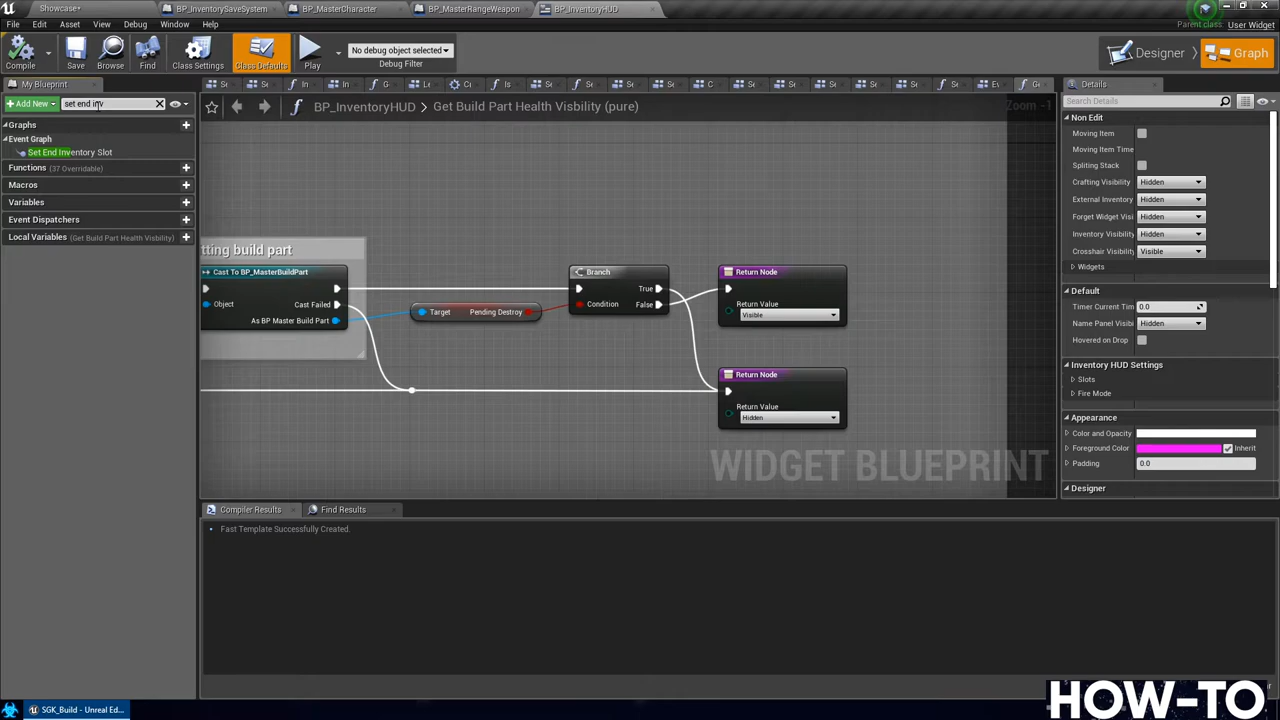 Showcase*
BP_InventorySaveSystem
BP_MasterCharacter
BP_MasterRangeWeapon
BP_InventoryHUD
Parent class:
File Edit Asset View Debug Window Help
User Widget
Compile
Save
Browse
Find
Class Settings
Class Defaults
Play
No debug object selected
Debug Filter
Designer
Graph
My Blueprint
Details
+Add New
set end inv
Search Details
BP_InventoryHUD > Get Build Part Health Visbility (pure)
Zoom -1
Graphs
Event Graph
Set End Inventory Slot
Functions (37 Overridable)
Macros
Variables
Event Dispatchers
Local Variables (Get Build Part Health Visbility)
tting build part
Cast To BP_MasterBuildPart
Object
Cast Failed
As BP Master Build Part
Target
Pending Destroy
Branch
True
Condition
False
Return Node
Return Value
Visible
Return Node
Return Value
Hidden
WIDGET BLUEPRINT
Non Edit
Moving Item
Moving Item Time
Spliting Stack
Crafting Visibility Hidden
External Inventory Hidden
Forget Widget Visi Hidden
Inventory Visibility Hidden
Crosshair Visibility Visible
Widgets
Default
Timer Current Tim 0.0
Name Panel Visibi Hidden
Hovered on Drop
Inventory HUD Settings
Slots
Fire Mode
Appearance
Color and Opacity
Foreground Color Inherit
Padding 0.0
Designer
Compiler Results
Find Results
Fast Template Successfully Created.
SGK_Build - Unreal Ed...
HOW-TO